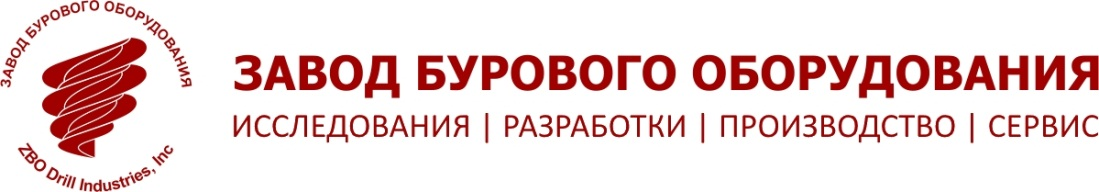 ЗАВОД БУРОВОГО ОБОРУДОВАНИЯ
ZBO Drill Industries, Inc
ЗАВОД БУРОВОГО ОБОРУДОВАНИЯ
ИССЛЕДОВАНИЯ | РАЗРАБОТКИ | ПРОИЗВОДСТВО | СЕРВИС